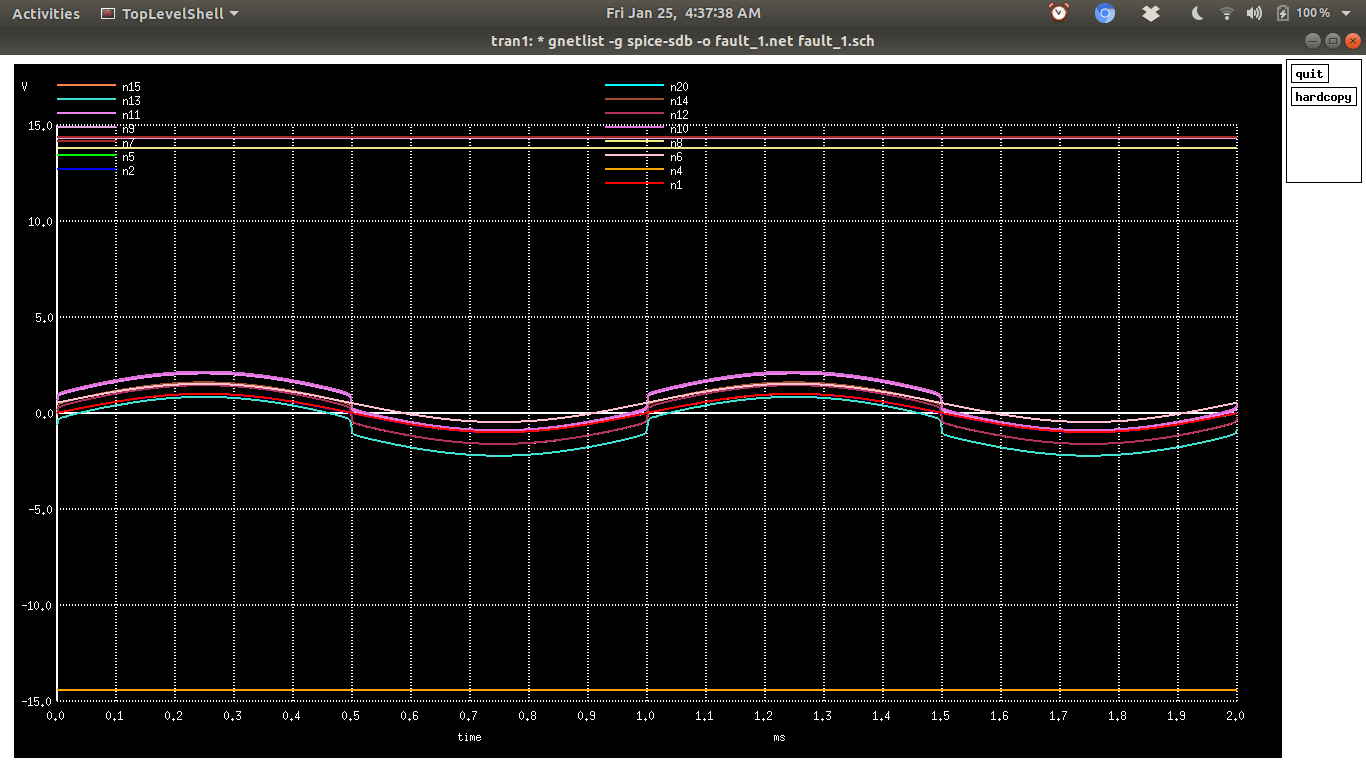 Activities TopLevelShell Fri Jan 25, 4:37:38 AM 100%
tran1: * gnetlist -g spice-sdb -o fault_1.net fault_1.sch
quit
hardcopy
V n15 n20
n13 n14
n11 n12
15.0 n9 n10
n7 n8
n5 n6
n2 n4
n1
10.0
5.0
0.0
-5.0
-10.0
-15.0
0.0 0.1 0.2 0.3 0.4 0.5 0.6 0.7 0.8 0.9 1.0 1.1 1.2 1.3 1.4 1.5 1.6 1.7 1.8 1.9 2.0
time ms